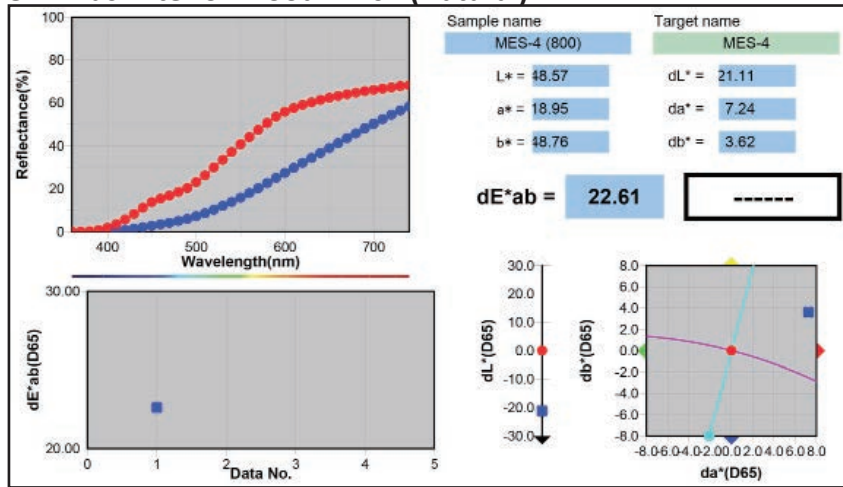 Reflectance(%)
100
80
60
40
20
0
400
500
600
700
Wavelength(nm)
Sample name
MES-4 (800)
Target name
MES-4
L* = 48.57
dL* = 21.11
a* = 18.95
da* = 7.24
b* = 48.76
db* = 3.62
dE*ab = 22.61
------
dE*ab(D65)
30.00
20.00
0
1
2
3
4
5
Data No.
dL*(D65)
30.0
20.0
10.0
0.0
-10.0
-20.0
-30.0
db*(D65)
8.0
6.0
4.0
2.0
0.0
-2.0
-4.0
-6.0
-8.0
-8.0-6.0-4.0-2.00.0 2.0 4.0 6.0 8.0
da*(D65)